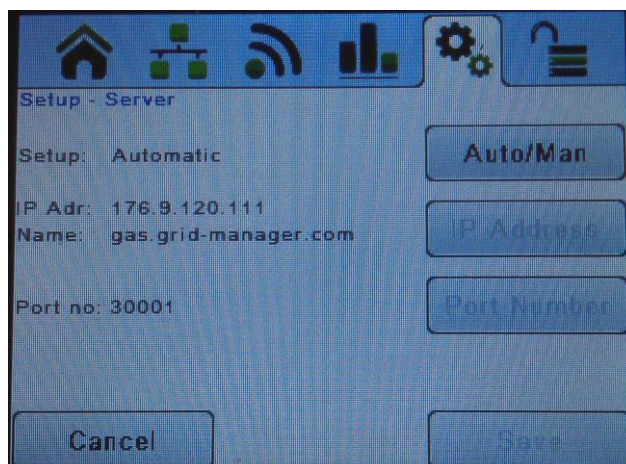 Setup - Server
Setup: Automatic
Auto/Man
IP Adr: 176.9.120.111
Name: gas.grid-manager.com
IP Address
Port no: 30001
Port Number
Cancel
Save